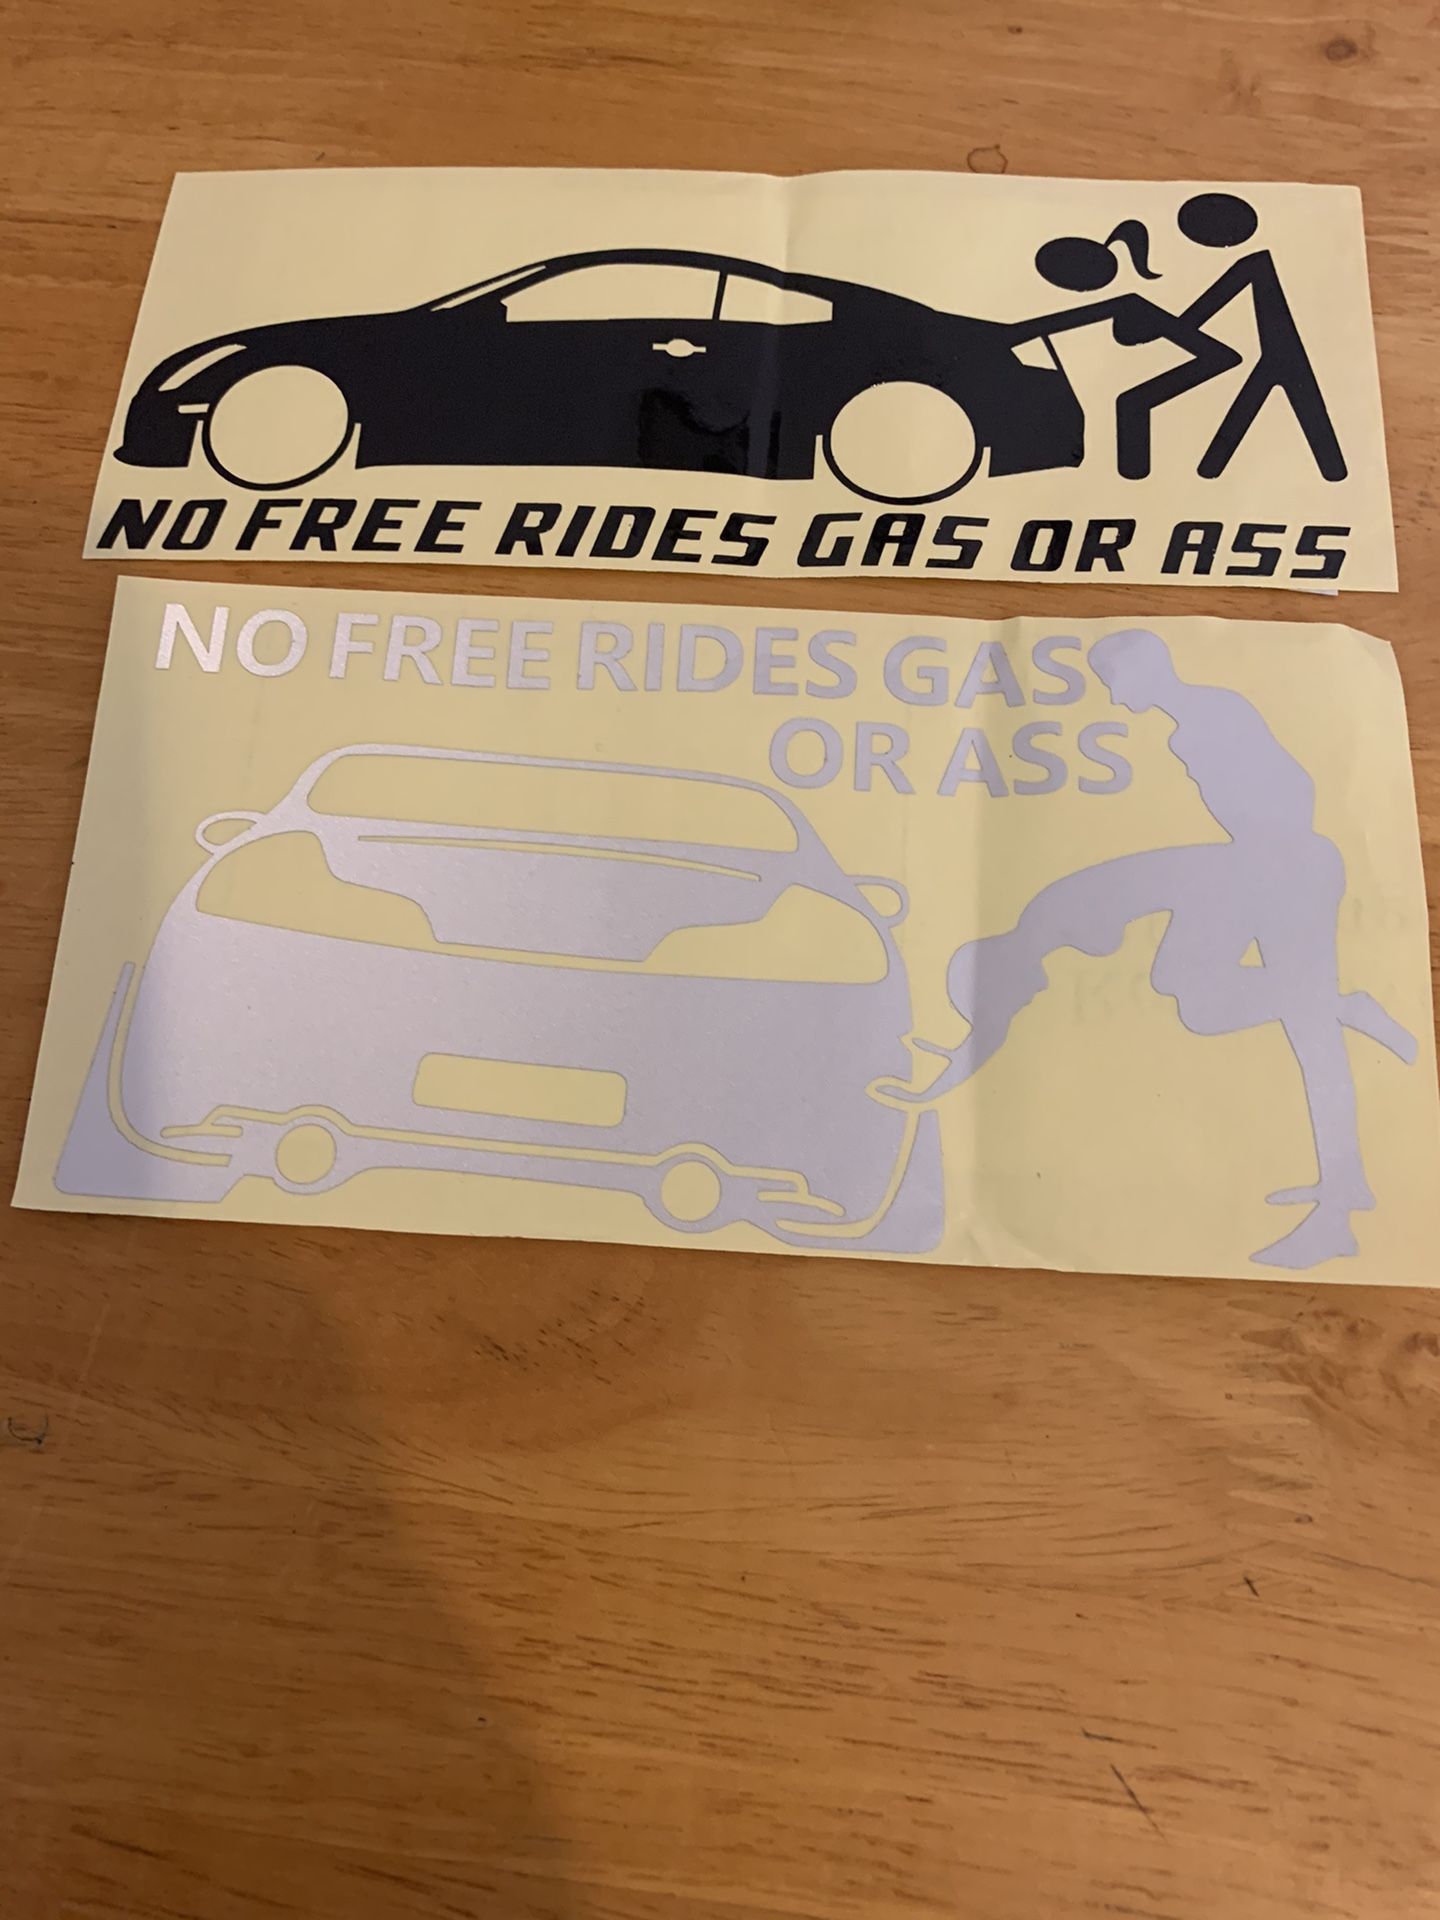 NO FREE RIDES GAS OR ASS
NO FREE RIDES GAS
OR ASS